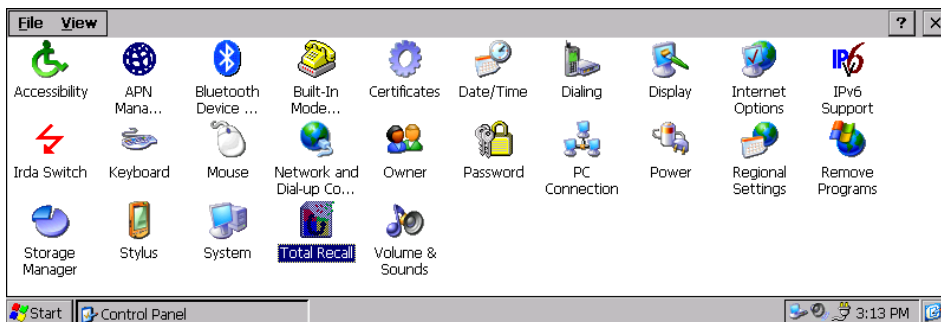 File View ? ×
Accessibility APN Bluetooth Built-In Certificates Date/Time Dialing Display Internet IPv6
Mana... Device ... Mode... Options Support
Irda Switch Keyboard Mouse Network and Owner Password PC Power Regional Remove
Dial-up Co... Connection Settings Programs
Storage Stylus System Total Recall Volume &
Manager Sounds
Start Control Panel 3:13 PM